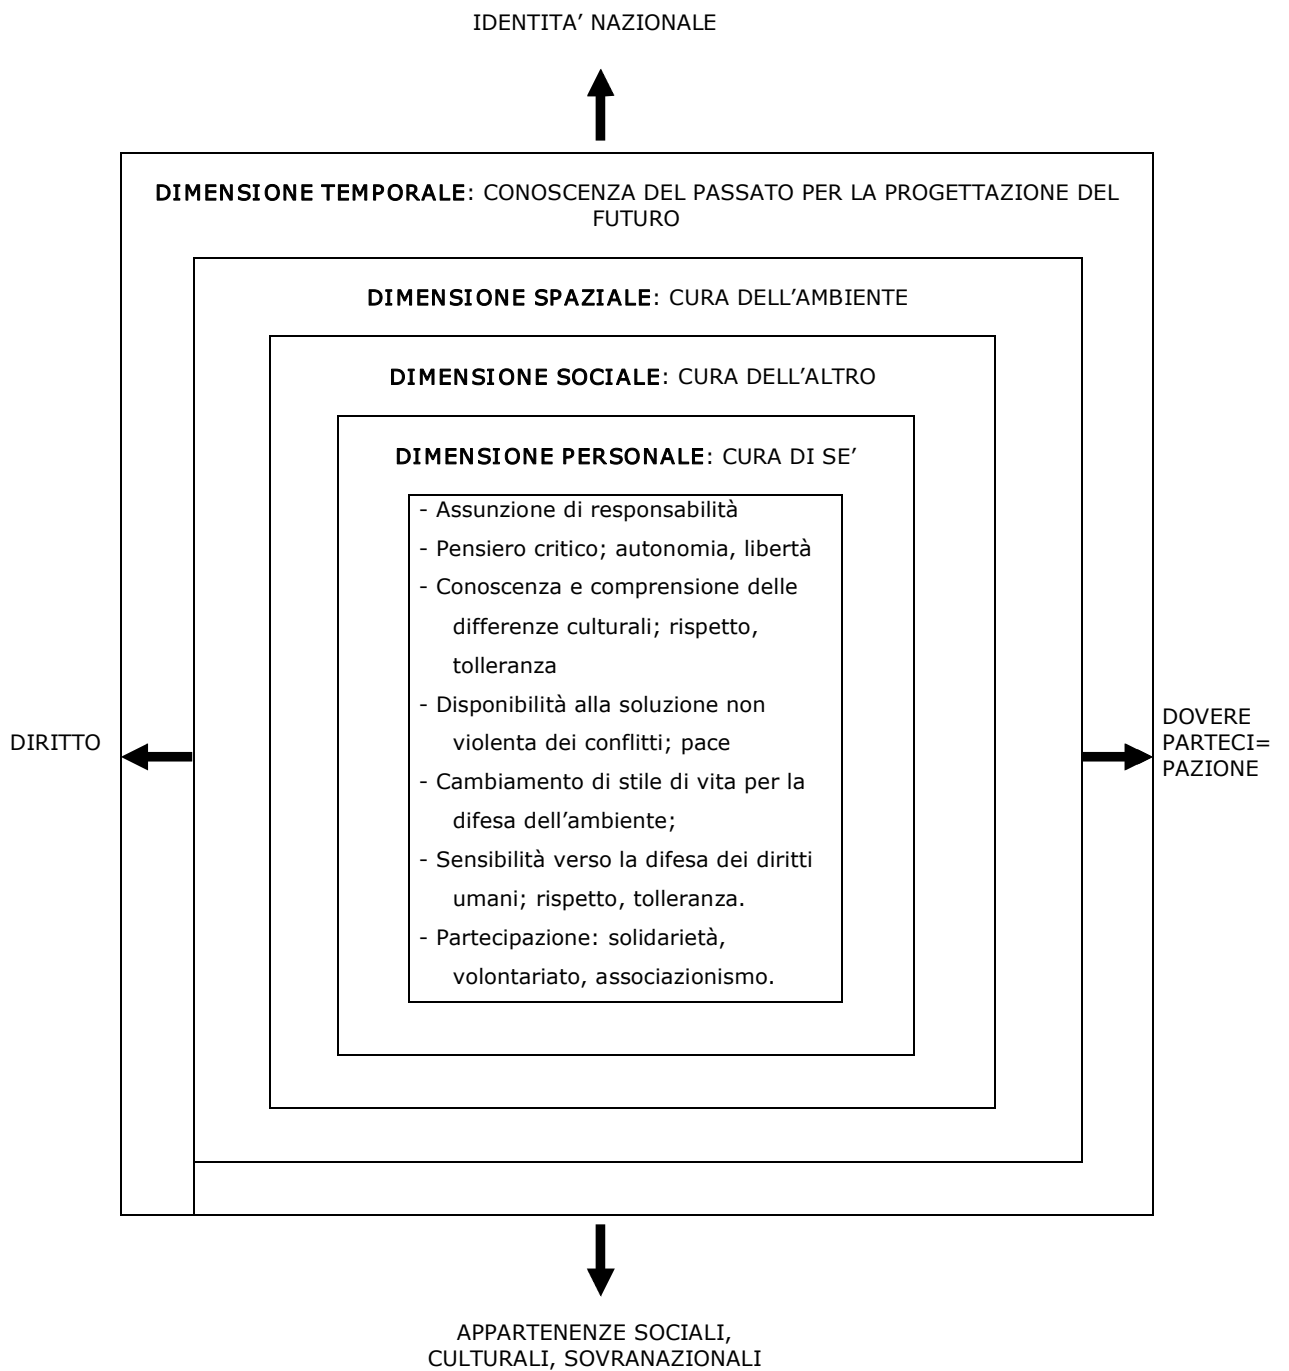 IDENTITA’ NAZIONALE
DIMENSIONE TEMPORALE: CONOSCENZA DEL PASSATO PER LA PROGETTAZIONE DEL
FUTURO
DIMENSIONE SPAZIALE: CURA DELL’AMBIENTE
DIMENSIONE SOCIALE: CURA DELL’ALTRO
DIMENSIONE PERSONALE: CURA DI SE’
- Assunzione di responsabilità
- Pensiero critico; autonomia, libertà
- Conoscenza e comprensione delle
differenze culturali; rispetto,
tolleranza
- Disponibilità alla soluzione non
violenta dei conflitti; pace
- Cambiamento di stile di vita per la
difesa dell’ambiente;
- Sensibilità verso la difesa dei diritti
umani; rispetto, tolleranza.
- Partecipazione: solidarietà,
volontariato, associazionismo.
DIRITTO
DOVERE
PARTECI=
PAZIONE
APPARTENENZE SOCIALI,
CULTURALI, SOVRANAZIONALI